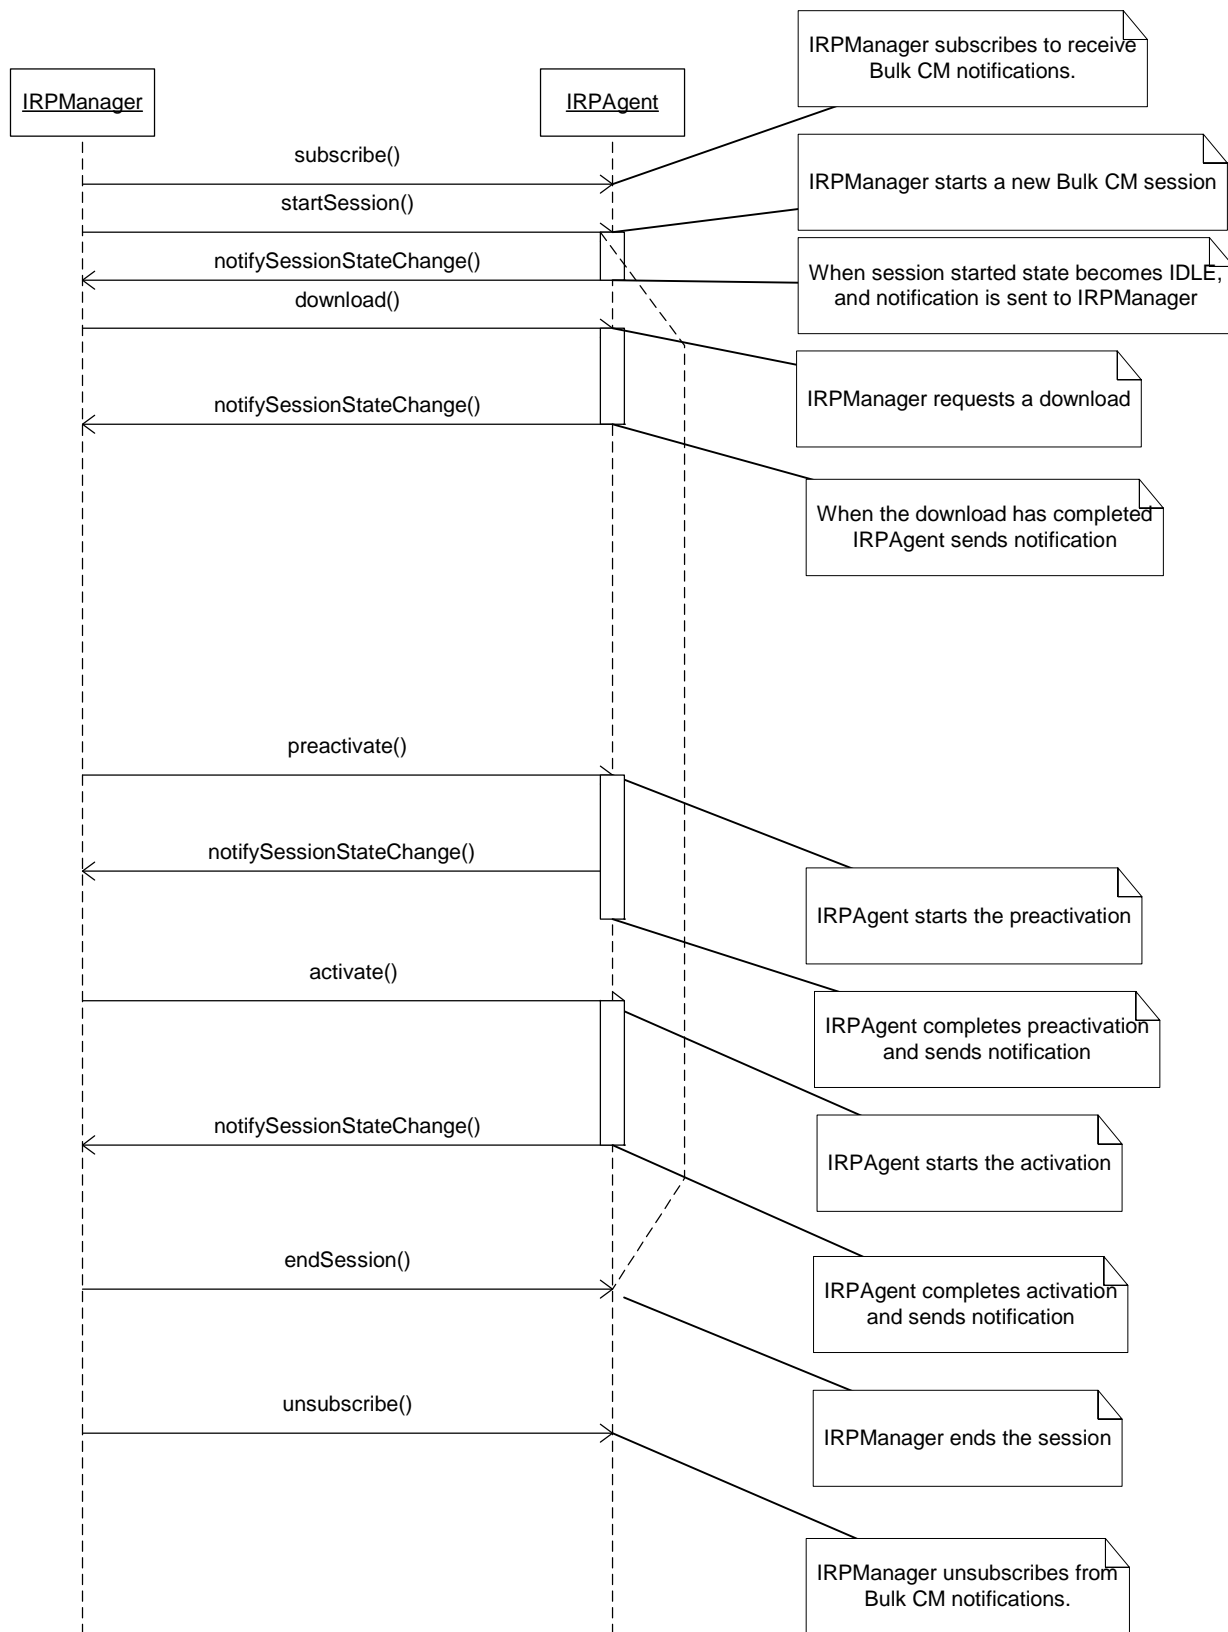 IRPManager subscribes to receive
Bulk CM notifications.
IRPManager
IRPAgent
subscribe()
IRPManager starts a new Bulk CM session
startSession()
notifySessionStateChange()
When session started state becomes IDLE,
and notification is sent to IRPManager
download()
IRPManager requests a download
notifySessionStateChange()
When the download has completed
IRPAgent sends notification
preactivate()
notifySessionStateChange()
IRPAgent starts the preactivation
activate()
IRPAgent completes preactivation
and sends notification
notifySessionStateChange()
IRPAgent starts the activation
endSession()
IRPAgent completes activation
and sends notification
unsubscribe()
IRPManager ends the session
IRPManager unsubscribes from
Bulk CM notifications.